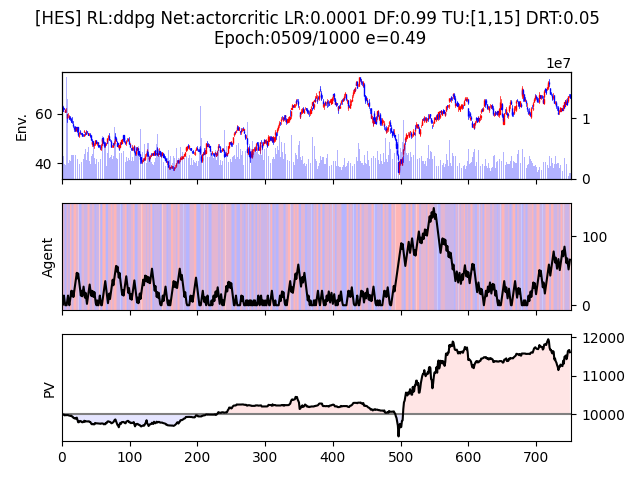 [HES] RL:ddpg Net:actorcritic LR:0.0001 DF:0.99 TU:[1,15] DRT:0.05
Epoch:0509/1000 e=0.49
1e7
Env.
60
40
1
0
Agent
100
0
PV
12000
11000
10000
0 100 200 300 400 500 600 700